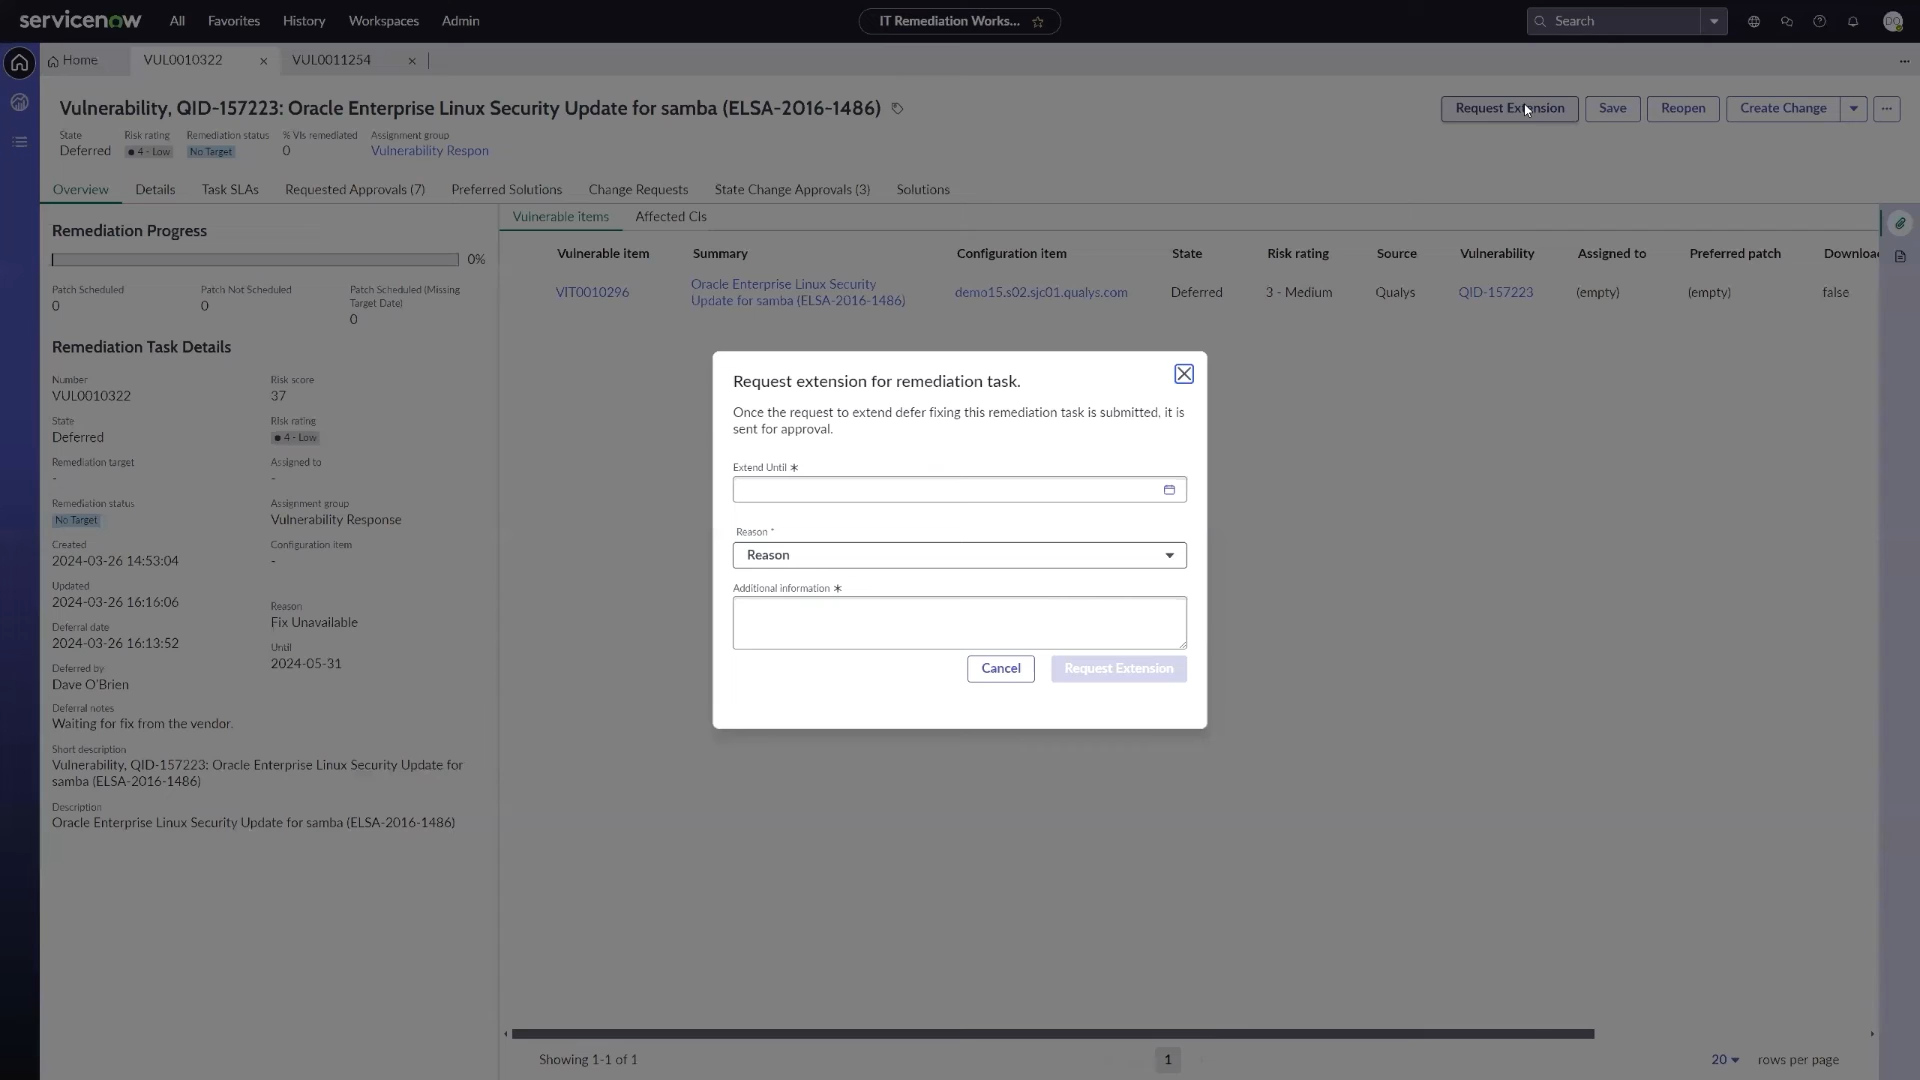 servicenow All Favorites History Workspaces Admin IT Remediation Works... Search DO
Home VUL0010322 VUL0011254
Vulnerability, QID-157223: Oracle Enterprise Linux Security Update for samba (ELSA-2016-1486) Request Extension Save Reopen Create Change
State Risk rating Remediation status % VIs remediated Assignment group
Deferred 4 - Low No Target 0 Vulnerability Respon
Overview Details Task SLAs Requested Approvals (7) Preferred Solutions Change Requests State Change Approvals (3) Solutions
Remediation Progress
0%
Patch Scheduled Patch Not Scheduled Patch Scheduled (Missing
Target Date)
0 0 0
Remediation Task Details
Number Risk score
VUL0010322 37
State Risk rating
Deferred 4 - Low
Remediation target Assigned to
- -
Remediation status Assignment group
No Target Vulnerability Response
Created Configuration item
2024-03-26 14:53:04 -
Updated
2024-03-26 16:16:06 Reason
Fix Unavailable
Deferral date
2024-03-26 16:13:52 Until
2024-05-31
Deferred by
Dave O'Brien
Deferral notes
Waiting for fix from the vendor.
Short description
Vulnerability, QID-157223: Oracle Enterprise Linux Security Update for
samba (ELSA-2016-1486)
Description
Oracle Enterprise Linux Security Update for samba (ELSA-2016-1486)
Vulnerable items Affected CIs
Vulnerable item Summary Configuration item State Risk rating Source Vulnerability Assigned to Preferred patch Downloa
VIT0010296 Oracle Enterprise Linux Security
Update for samba (ELSA-2016-1486) demo15.s02.sjc01.qualys.com Deferred 3 - Medium Qualys QID-157223 (empty) (empty) false
Request extension for remediation task.
Once the request to extend defer fixing this remediation task is submitted, it is
sent for approval.
Extend Until *
Reason *
Reason
Additional information *
Cancel Request Extension
Showing 1-1 of 1 1 20 rows per page